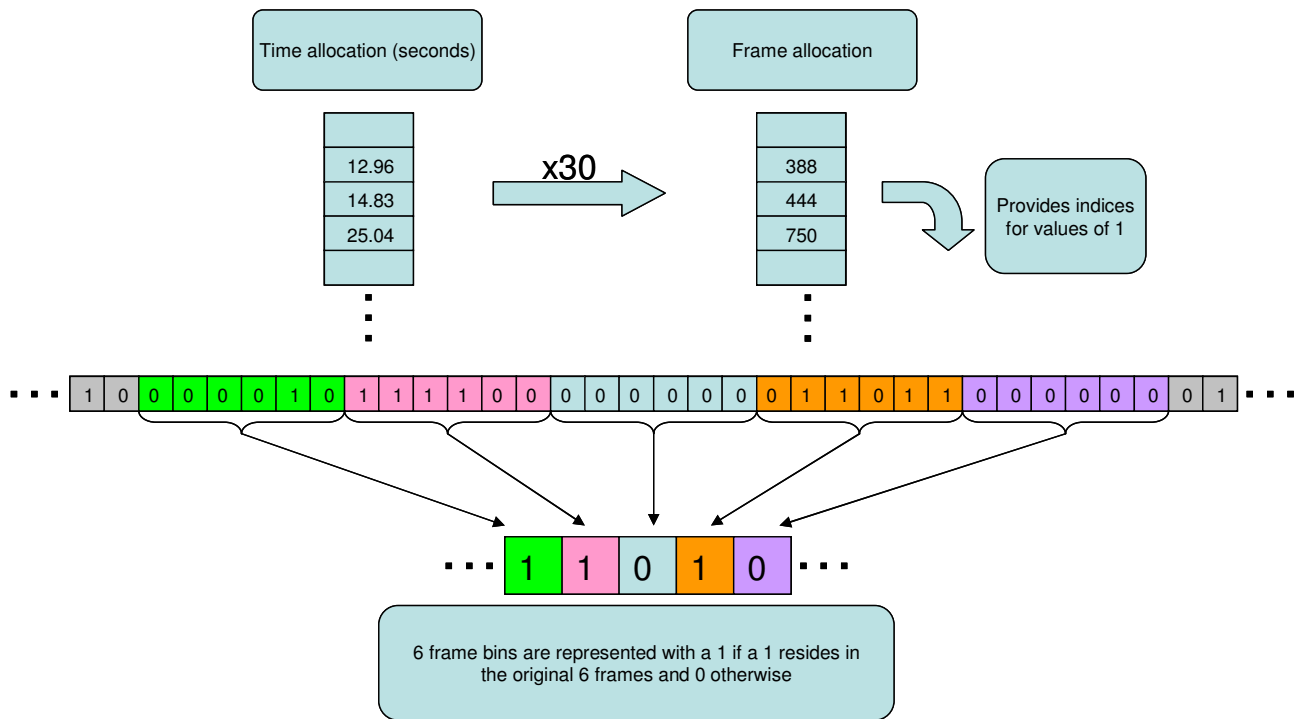 Time allocation (seconds)
Frame allocation
12.96
14.83
25.04
x30
388
444
750
Provides indices
for values of 1
1 0 0 0 0 0 1 0 1 1 1 1 0 0 0 0 0 0 0 0 0 1 1 0 1 1 0 0 0 0 0 0 0 1
1 1 0 1 0
6 frame bins are represented with a 1 if a 1 resides in
the original 6 frames and 0 otherwise